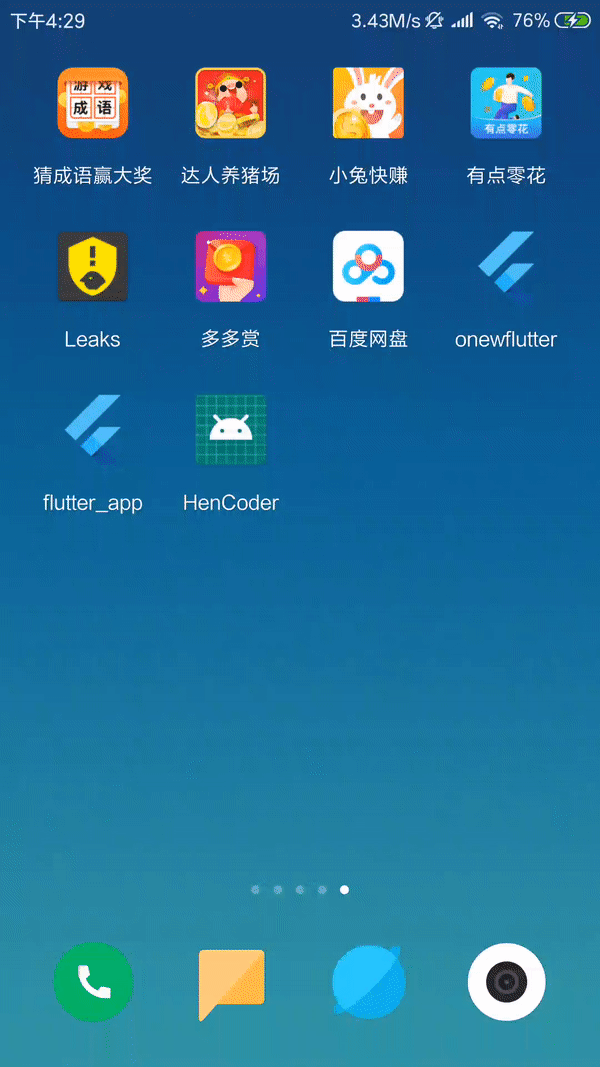 下午4:29 3.43M/s 76%
游戏
成语
有点零花
猜成语赢大奖 达人养猪场 小兔快赚 有点零花
Leaks 多多赏 百度网盘 onewflutter
flutter_app HenCoder